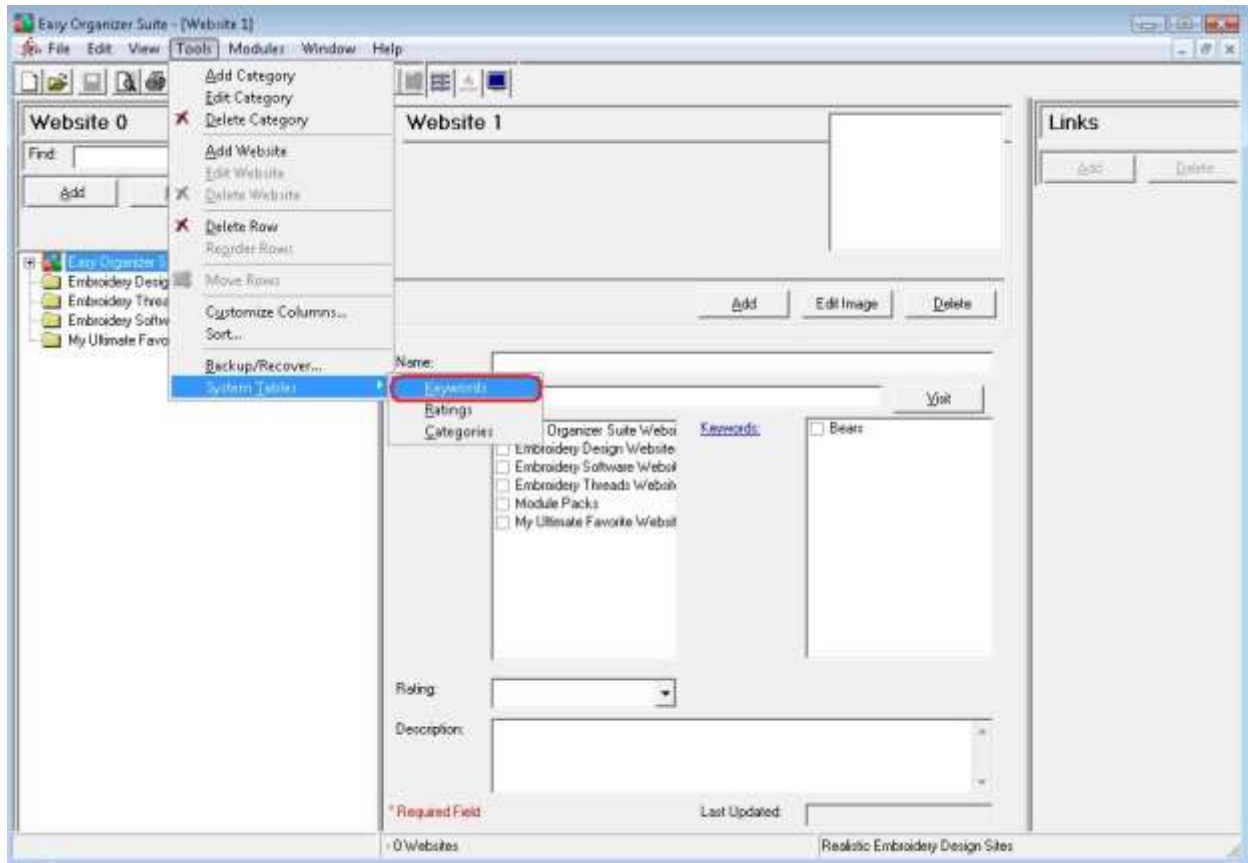 Easy Organizer Suite - [Website 1]
File Edit View Tools Modules Window Help
Add Category
Edit Category
Delete Category
Add Website
Edit Website
Delete Website
Delete Row
Reorder Rows
Move Rows
Customize Columns...
Sort...
Backup/Recover...
System Tables
Keywords
Ratings
Categories
Website 0
Find:
Add
Easy Organizer S
Embroidery Desig
Embroidery Threa
Embroidery Softw
My Ultimate Favo
Website 1
Add Edit Image Delete
Name:
Visit
Organizer Suite Websi
Embroidery Design Website
Embroidery Software Websit
Embroidery Threads Websit
Module Packs
My Ultimate Favorite Websit
Keywords:
Bears
Rating:
Description:
* Required Field
Last Updated:
Links
Add Delete
- 0 Websites
Realistic Embroidery Design Sites